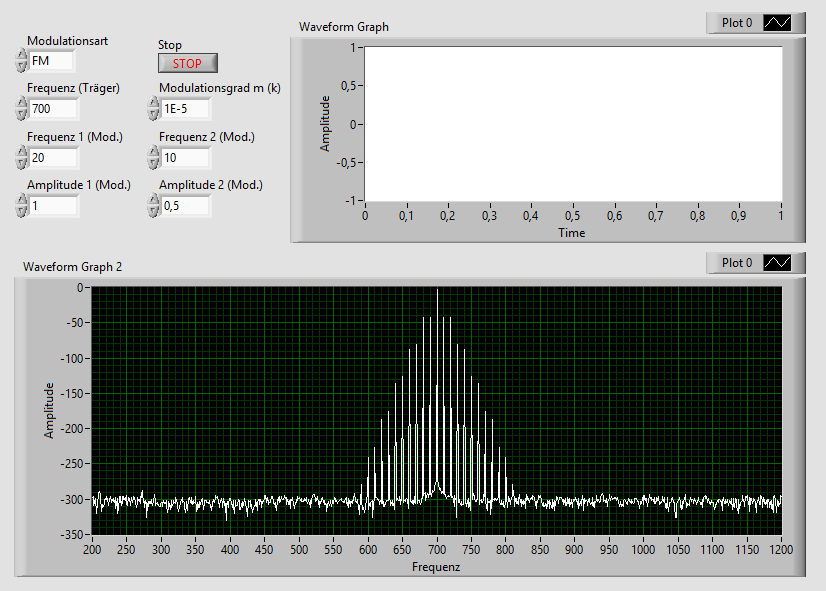 Modulationsart
FM
Stop
STOP
Frequenz (Träger)
700
Modulationsgrad m (k)
1E-5
Frequenz 1 (Mod.)
20
Frequenz 2 (Mod.)
10
Amplitude 1 (Mod.)
1
Amplitude 2 (Mod.)
0,5
Waveform Graph
Plot 0
Amplitude
1
0,5
0
-0,5
-1
0 0,1 0,2 0,3 0,4 0,5 0,6 0,7 0,8 0,9 1
Time
Waveform Graph 2
Plot 0
Amplitude
0
-50
-100
-150
-200
-250
-300
-350
200 250 300 350 400 450 500 550 600 650 700 750 800 850 900 950 1000 1050 1100 1150 1200
Frequenz